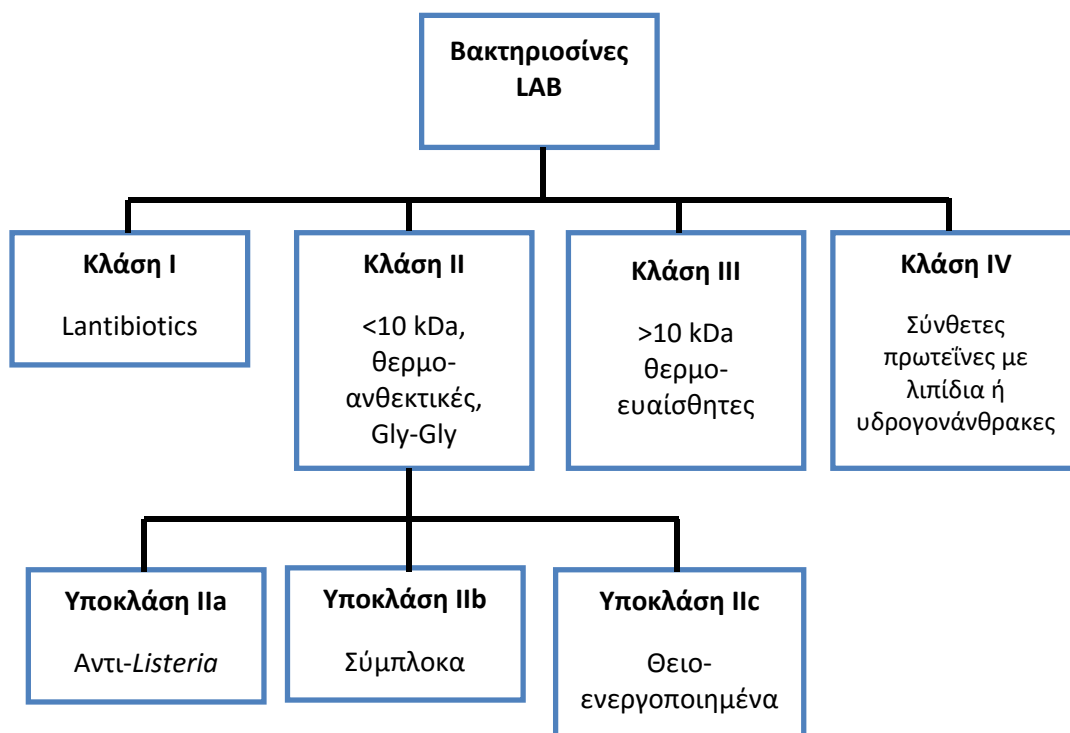 Βακτηριοσίνες
LAB
Κλάση I
Lantibiotics
Κλάση II
<10 kDa,
θερμο-
ανθεκτικές,
Gly-Gly
Κλάση III
>10 kDa
θερμο-
ευαίσθητες
Κλάση IV
Σύνθετες
πρωτεΐνες με
λιπίδια ή
υδρογονάνθρακες
Υποκλάση IIa
Αντι-Listeria
Υποκλάση IIb
Σύμπλοκα
Υποκλάση IIc
Θειο-
ενεργοποιημένα